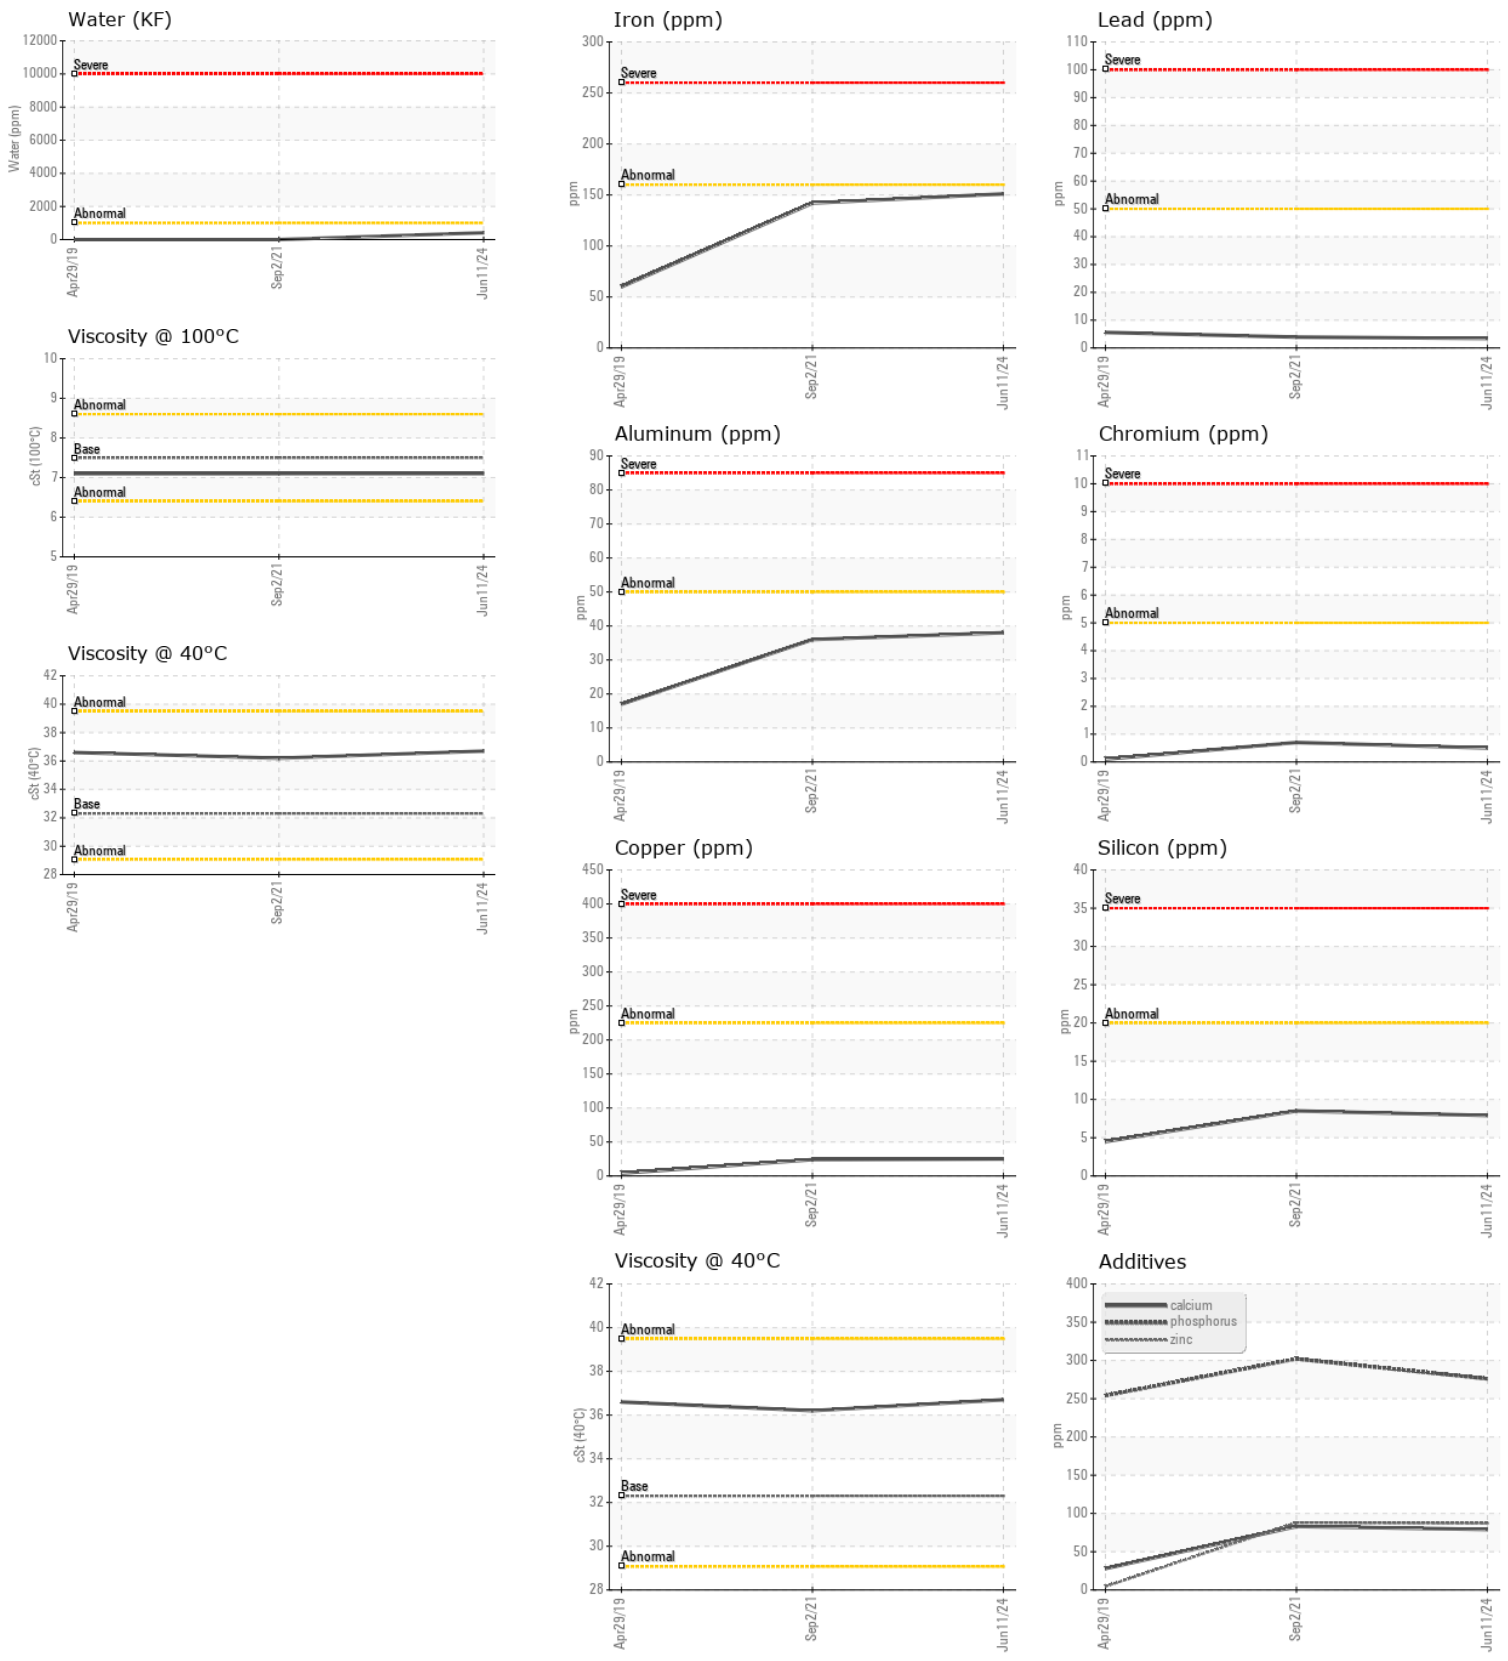 Water (KF)
Water (ppm)
12000
10000
8000
6000
4000
2000
0
Severe
Abnormal
Apr29/19
Sep2/21
Jun11/24
Viscosity @ 100°C
cSt (100°C)
10
9
8
7
6
5
Abnormal
Base
Abnormal
Apr29/19
Sep2/21
Jun11/24
Viscosity @ 40°C
cSt (40°C)
42
40
38
36
34
32
30
28
Abnormal
Base
Abnormal
Apr29/19
Sep2/21
Jun11/24
Iron (ppm)
ppm
300
250
200
150
100
50
0
Severe
Abnormal
Apr29/19
Sep2/21
Jun11/24
Lead (ppm)
ppm
110
100
90
80
70
60
50
40
30
20
10
0
Severe
Abnormal
Apr29/19
Sep2/21
Jun11/24
Aluminum (ppm)
ppm
90
80
70
60
50
40
30
20
10
0
Severe
Abnormal
Apr29/19
Sep2/21
Jun11/24
Chromium (ppm)
ppm
11
10
9
8
7
6
5
4
3
2
1
0
Severe
Abnormal
Apr29/19
Sep2/21
Jun11/24
Copper (ppm)
ppm
450
400
350
300
250
200
150
100
50
0
Severe
Abnormal
Apr29/19
Sep2/21
Jun11/24
Silicon (ppm)
ppm
40
35
30
25
20
15
10
5
0
Severe
Abnormal
Apr29/19
Sep2/21
Jun11/24
Viscosity @ 40°C
cSt (40°C)
42
40
38
36
34
32
30
28
Abnormal
Base
Abnormal
Apr29/19
Sep2/21
Jun11/24
Additives
ppm
400
350
300
250
200
150
100
50
0
calcium
phosphorus
zinc
Apr29/19
Sep2/21
Jun11/24